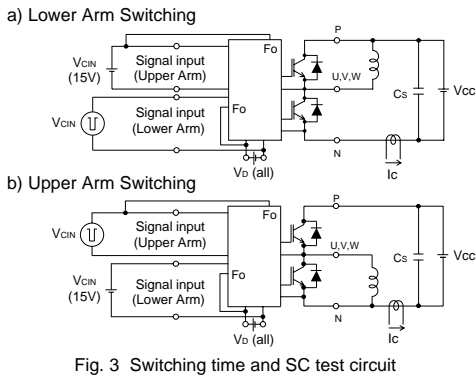 a) Lower Arm Switching
Fo
P
VCIN
(15V)
Signal input
(Upper Arm)
U,V,W
CS
VCC
VCIN
Signal input
(Lower Arm)
Fo
N
VD (all)
IC
b) Upper Arm Switching
Fo
P
VCIN
Signal input
(Upper Arm)
U,V,W
CS
VCC
VCIN
(15V)
Signal input
(Lower Arm)
Fo
N
VD (all)
IC
Fig. 3 Switching time and SC test circuit